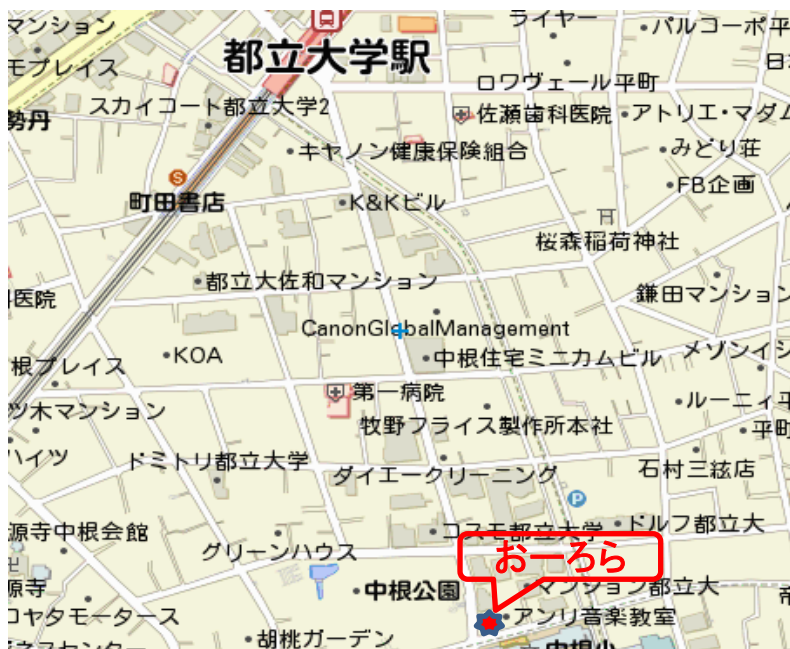 マンション
ライヤー
パルコーポ平
都立大学駅
モプレイス
日
ロワヴェール平町
スカイコート都立大学2
佐瀬歯科医院
アトリエ・マダム
勢丹
キヤノン健康保険組合
みどり荘
FB企画
S
町田書店
K&Kビル
桜森稲荷神社
都立大佐和マンション
医院
鎌田マンション
CanonGlobalManagement
根プレイス
KOA
中根住宅ミニカムビル
メゾンイシ
第一病院
ツ木マンション
ルーニィ平
牧野フライス製作所本社
平町
ハイツ
ドミトリ都立大学
ダイエークリーニング
石村三絃店
P
源寺中根会館
コスモ都立大学
ドルフ都立大
グリーンハウス
おーろら
原寺
中根公園
マンション都立大
コヤタモータース
アンリ音楽教室
胡桃ガーデン
中根小